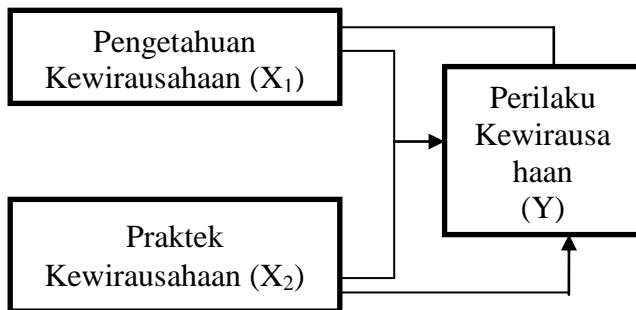 Pengetahuan
Kewirausahaan (X₁)
Perilaku
Kewirausa
haan
(Y)
Praktek
Kewirausahaan (X₂)